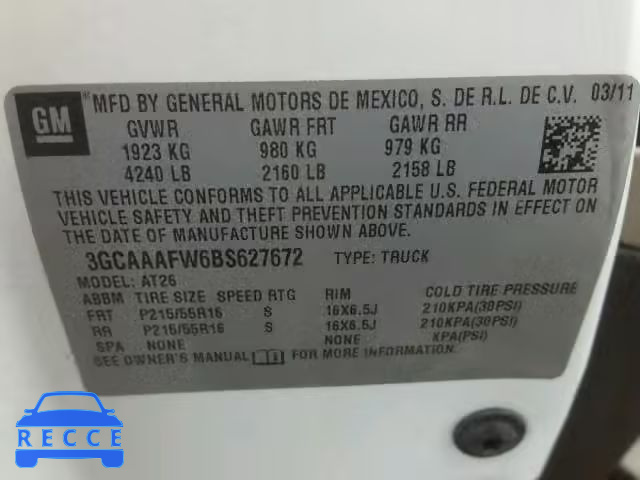 GM ® MFD BY GENERAL MOTORS DE MEXICO, S. DE R.L. DE C.V. 03/11
GVWR GAWR FRT GAWR RR
1923 KG 980 KG 979 KG
4240 LB 2160 LB 2158 LB
THIS VEHICLE CONFORMS TO ALL APPLICABLE U.S. FEDERAL MOTOR
VEHICLE SAFETY AND THEFT PREVENTION STANDARDS IN EFFECT ON
THE DATE OF MANUFACTURE SHOWN ABOVE.
3GCAAAFW6BS627672 TYPE: TRUCK
MODEL: AT26
ABBM TIRE SIZE SPEED RTG RIM COLD TIRE PRESSURE
FRT P215/55R16 S 16X6.5J 210KPA(30PSI)
RR P215/55R16 S 16X6.5J 210KPA(30PSI)
SPA NONE NONE KPA(PSI)
SEE OWNER'S MANUAL FOR MORE INFORMATION.
RECCE